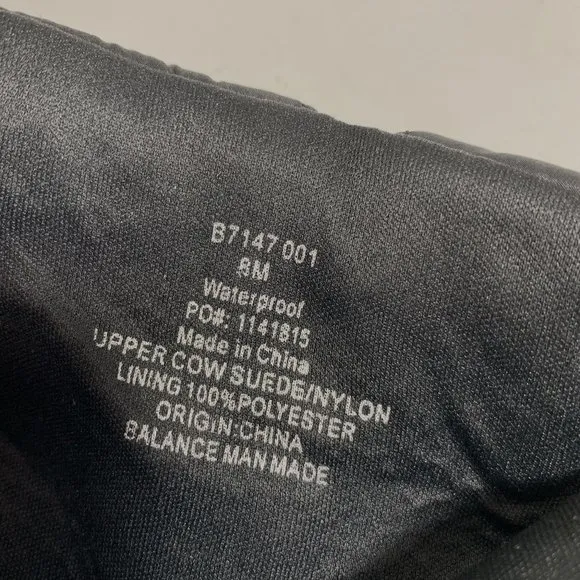 B7147 001
8M
Waterproof
PO#: 1141815
Made in China
UPPER COW SUEDE/NYLON
LINING 100%POLYESTER
ORIGIN:CHINA
BALANCE MAN MADE